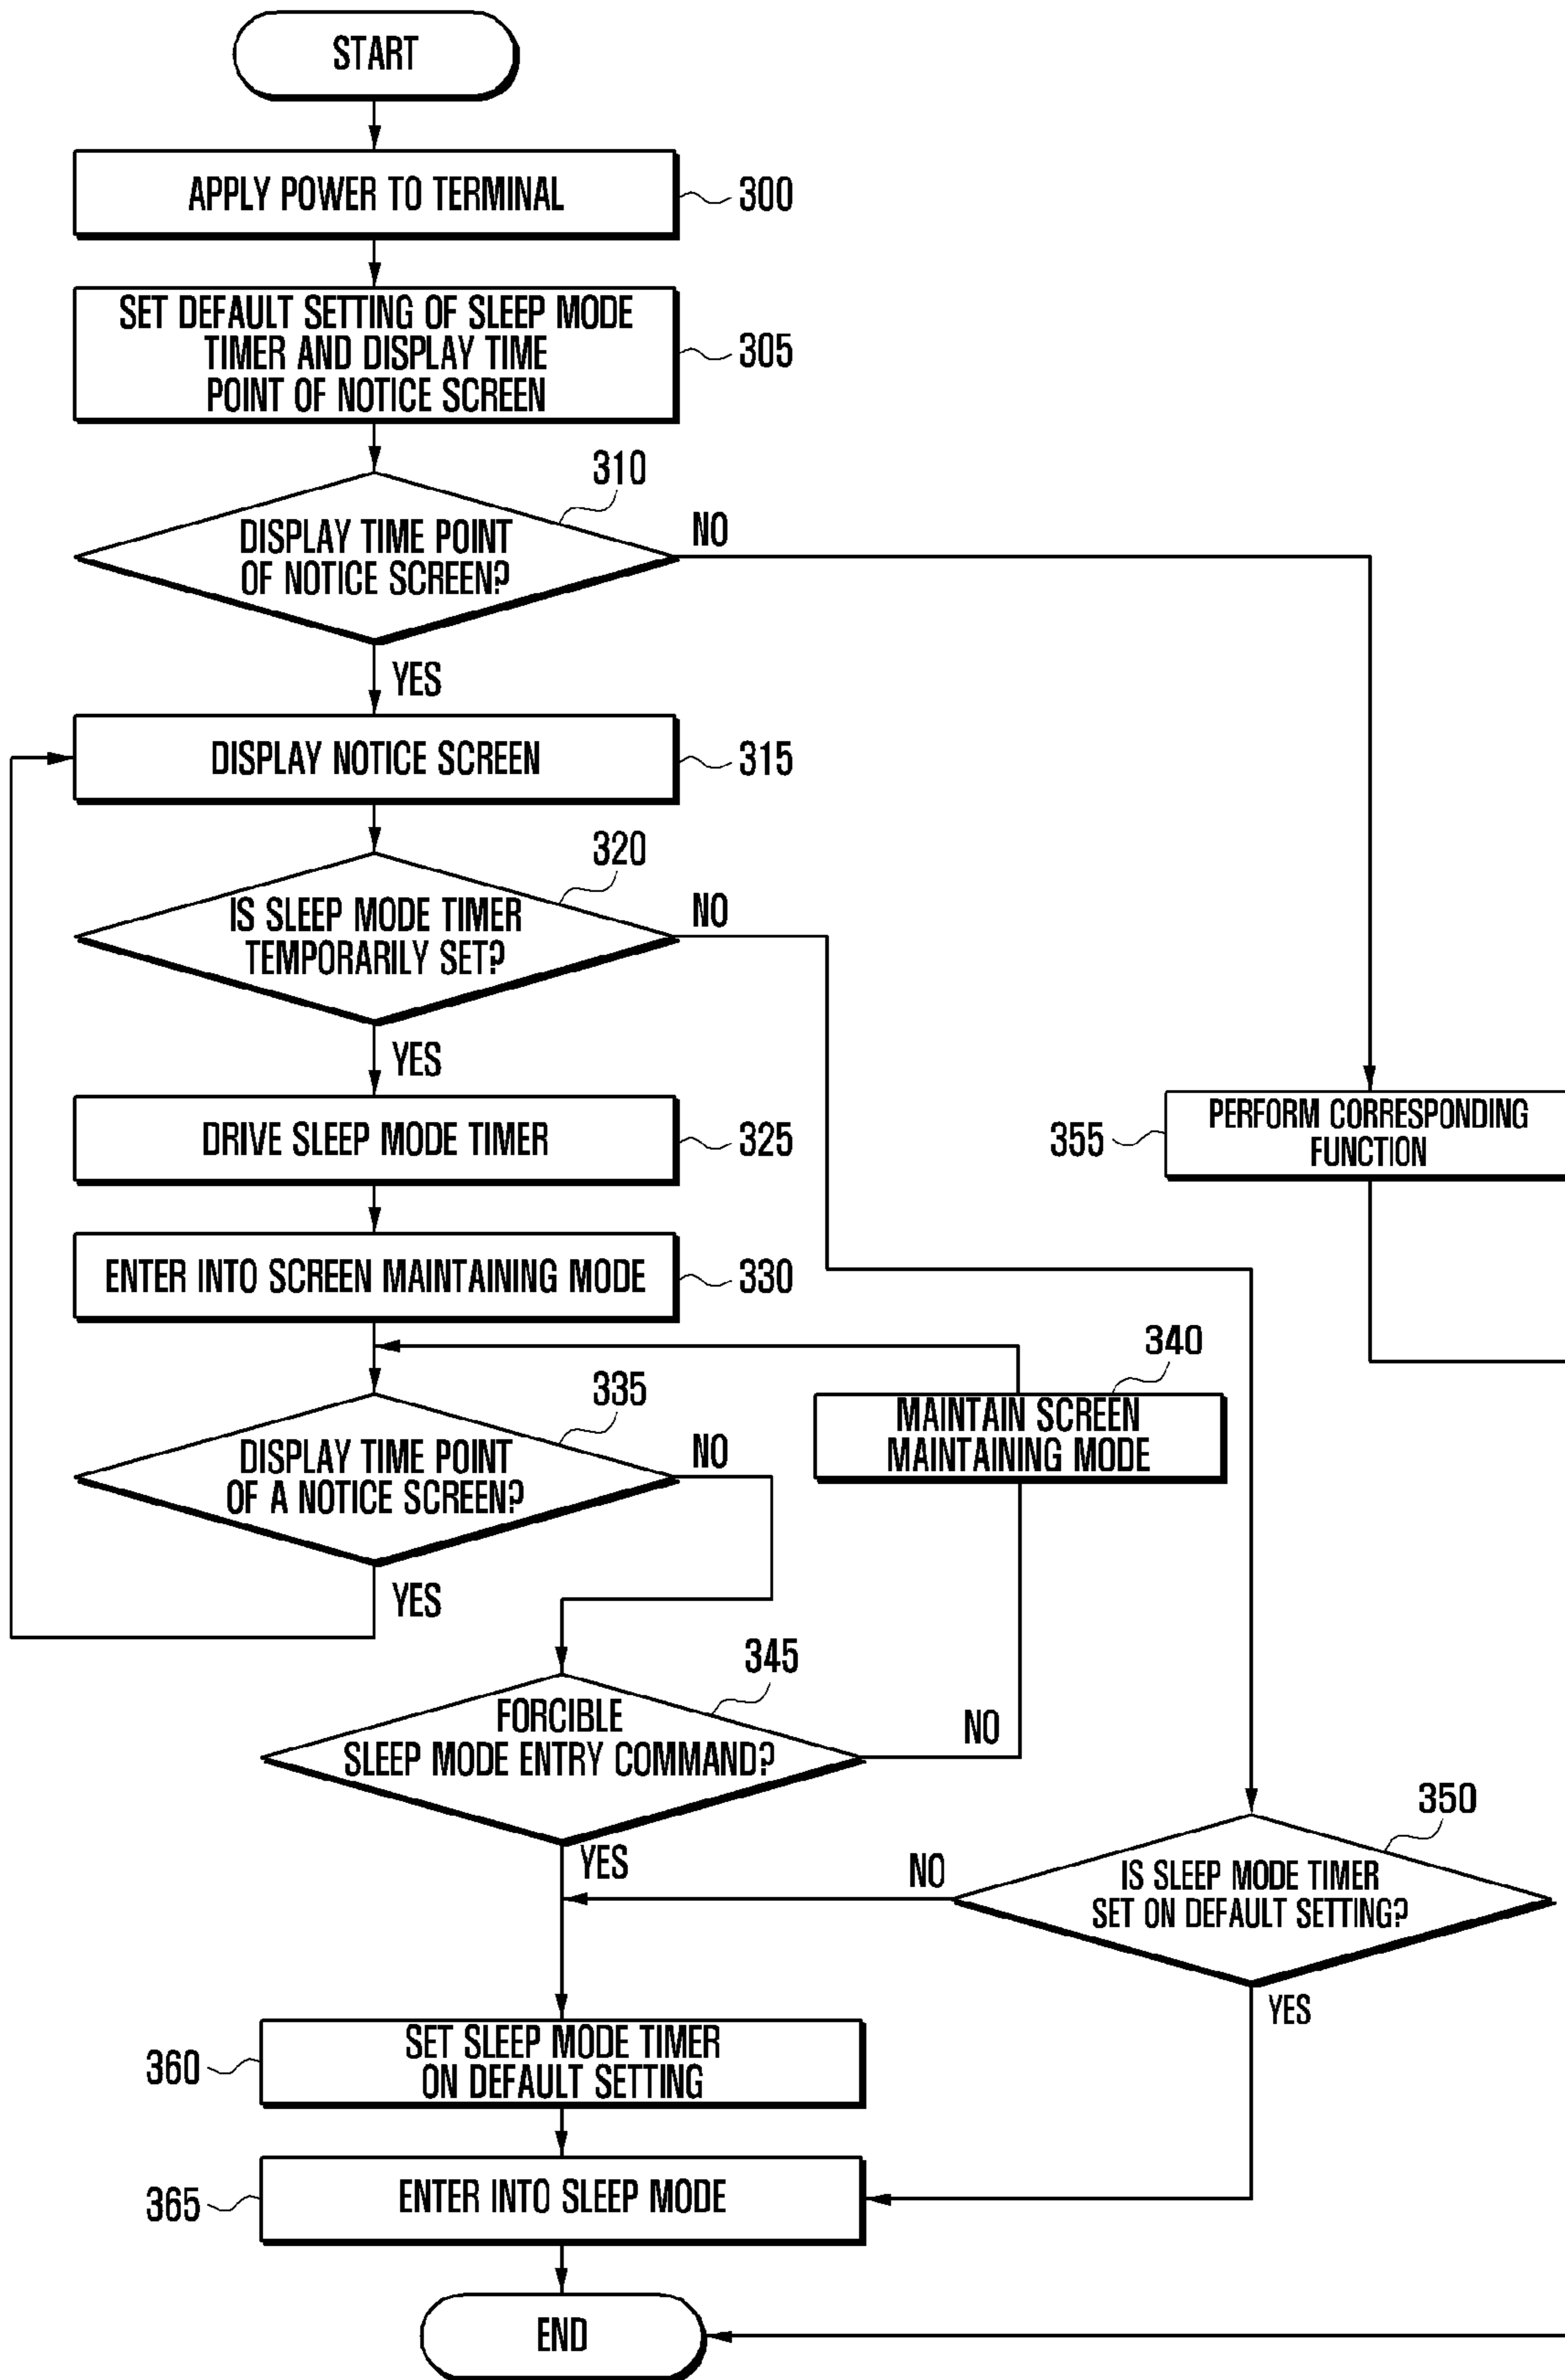 START
APPLY POWER TO TERMINAL
300
SET DEFAULT SETTING OF SLEEP MODE
TIMER AND DISPLAY TIME
POINT OF NOTICE SCREEN
305
310
DISPLAY TIME POINT
OF NOTICE SCREEN?
NO
YES
DISPLAY NOTICE SCREEN
315
320
IS SLEEP MODE TIMER
TEMPORARILY SET?
NO
YES
DRIVE SLEEP MODE TIMER
325
355
PERFORM CORRESPONDING
FUNCTION
ENTER INTO SCREEN MAINTAINING MODE
330
340
MAINTAIN SCREEN
MAINTAINING MODE
335
DISPLAY TIME POINT
OF A NOTICE SCREEN?
NO
YES
345
FORCIBLE
SLEEP MODE ENTRY COMMAND?
NO
YES
350
IS SLEEP MODE TIMER
SET ON DEFAULT SETTING?
NO
YES
360
SET SLEEP MODE TIMER
ON DEFAULT SETTING
365
ENTER INTO SLEEP MODE
END